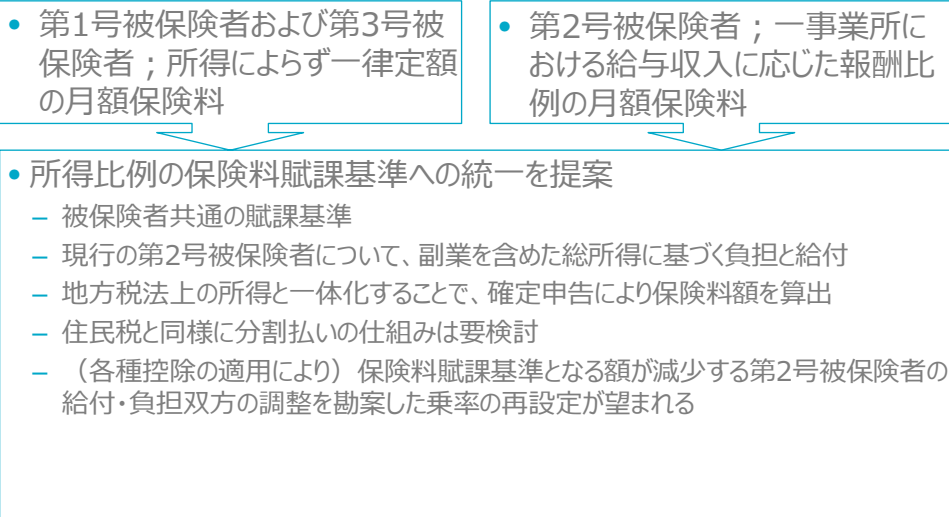 • 第1号被保険者および第3号被
保険者；所得によらず一律定額
の月額保険料
• 第2号被保険者；一事業所に
おける給与収入に応じた報酬比
例の月額保険料
• 所得比例の保険料賦課基準への統一を提案
– 被保険者共通の賦課基準
– 現行の第2号被保険者について、副業を含めた総所得に基づく負担と給付
– 地方税法上の所得と一体化することで、確定申告により保険料額を算出
– 住民税と同様に分割払いの仕組みは要検討
– （各種控除の適用により）保険料賦課基準となる額が減少する第2号被保険者の
給付・負担双方の調整を勘案した乗率の再設定が望まれる